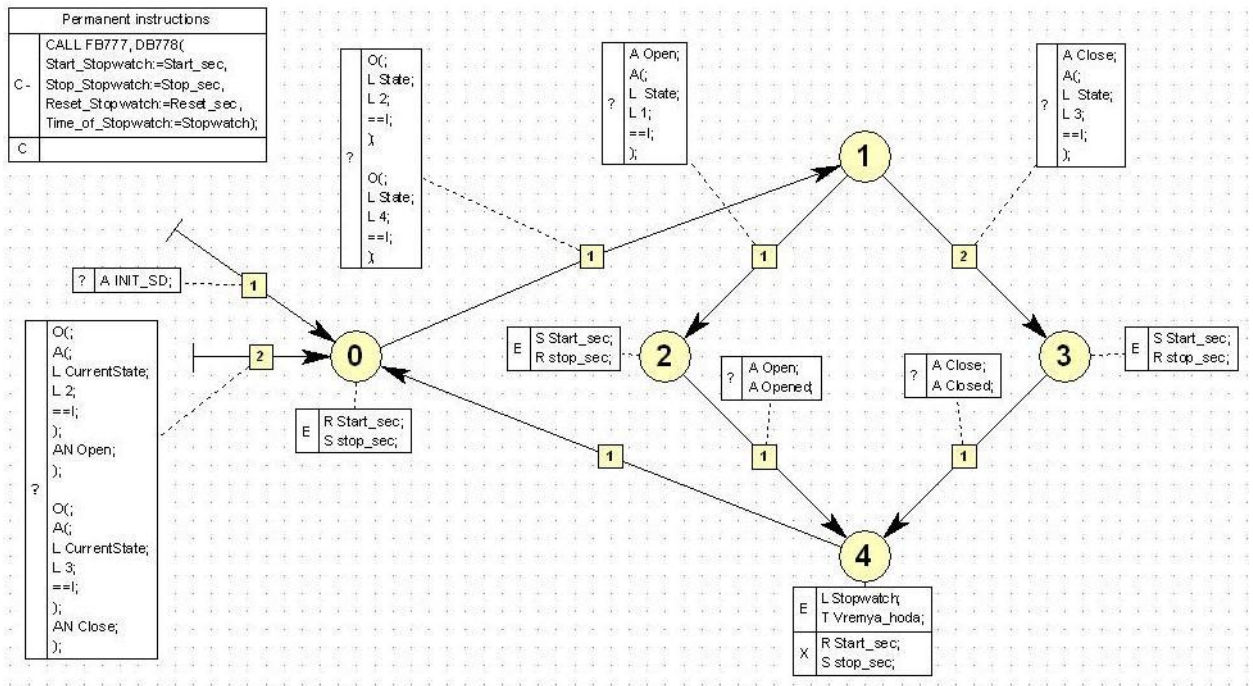 Permanent instructions
C-
CALL FB777, DB778(
Start_Stopwatch:=Start_sec,
Stop_Stopwatch:=Stop_sec,
Reset_Stopwatch:=Reset_sec,
Time_of_Stopwatch:=Stopwatch);
C
?
O(;
L State;
L 2;
==I;
);
O(;
L State;
L 4;
==I;
);
?
A Open;
A(;
L State;
L 1;
==I;
);
?
A Close;
A(;
L State;
L 3;
==I;
);
1
1
1
2
? A INIT_SD;
1
?
O(;
A(;
L CurrentState;
L 2;
==I;
);
AN Open;
);
O(;
A(;
L CurrentState;
L 3;
==I;
);
AN Close;
);
2
0
E
R Start_sec;
S stop_sec;
E
S Start_sec;
R stop_sec;
2
?
A Open;
A Opened;
?
A Close;
A Closed;
3
E
S Start_sec;
R stop_sec;
1
1
1
4
E
L Stopwatch;
T Vremya_hoda;
X
R Start_sec;
S stop_sec;